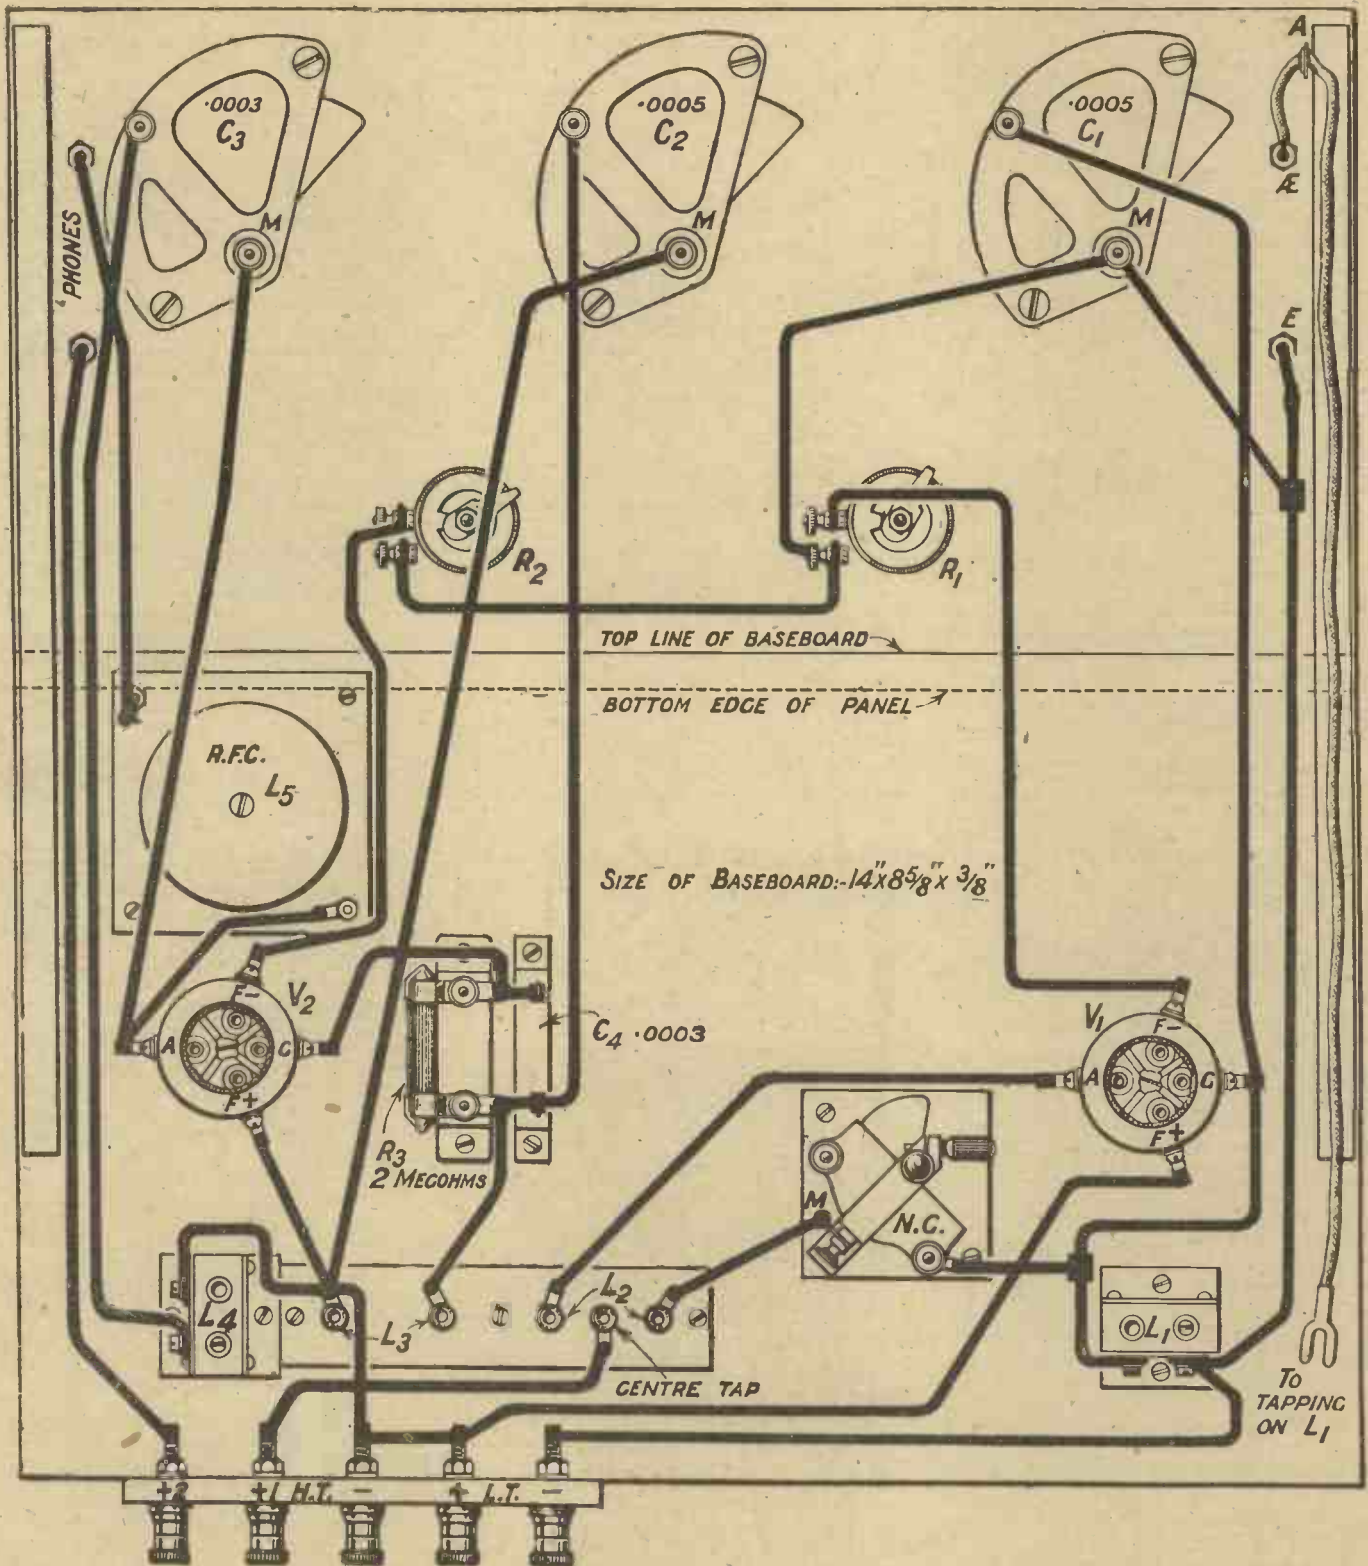 ·0003
C3
·0005
C2
·0005
C1
A
Æ
M
M
M
'PHONES
E
R2
R1
TOP LINE OF BASEBOARD
BOTTOM EDGE OF PANEL
R.F.C.
L5
SIZE OF BASEBOARD:-14"X8 5/8"X 3/8"
F-
V2
A
G
F+
C4 ·0003
V1
F-
A
G
F+
R3
2 MEGOHMS
M
N.C.
L4
L3
L2
L1
CENTRE TAP
TO
TAPPING
ON L1
+2 +1 H.T. - + L.T. -